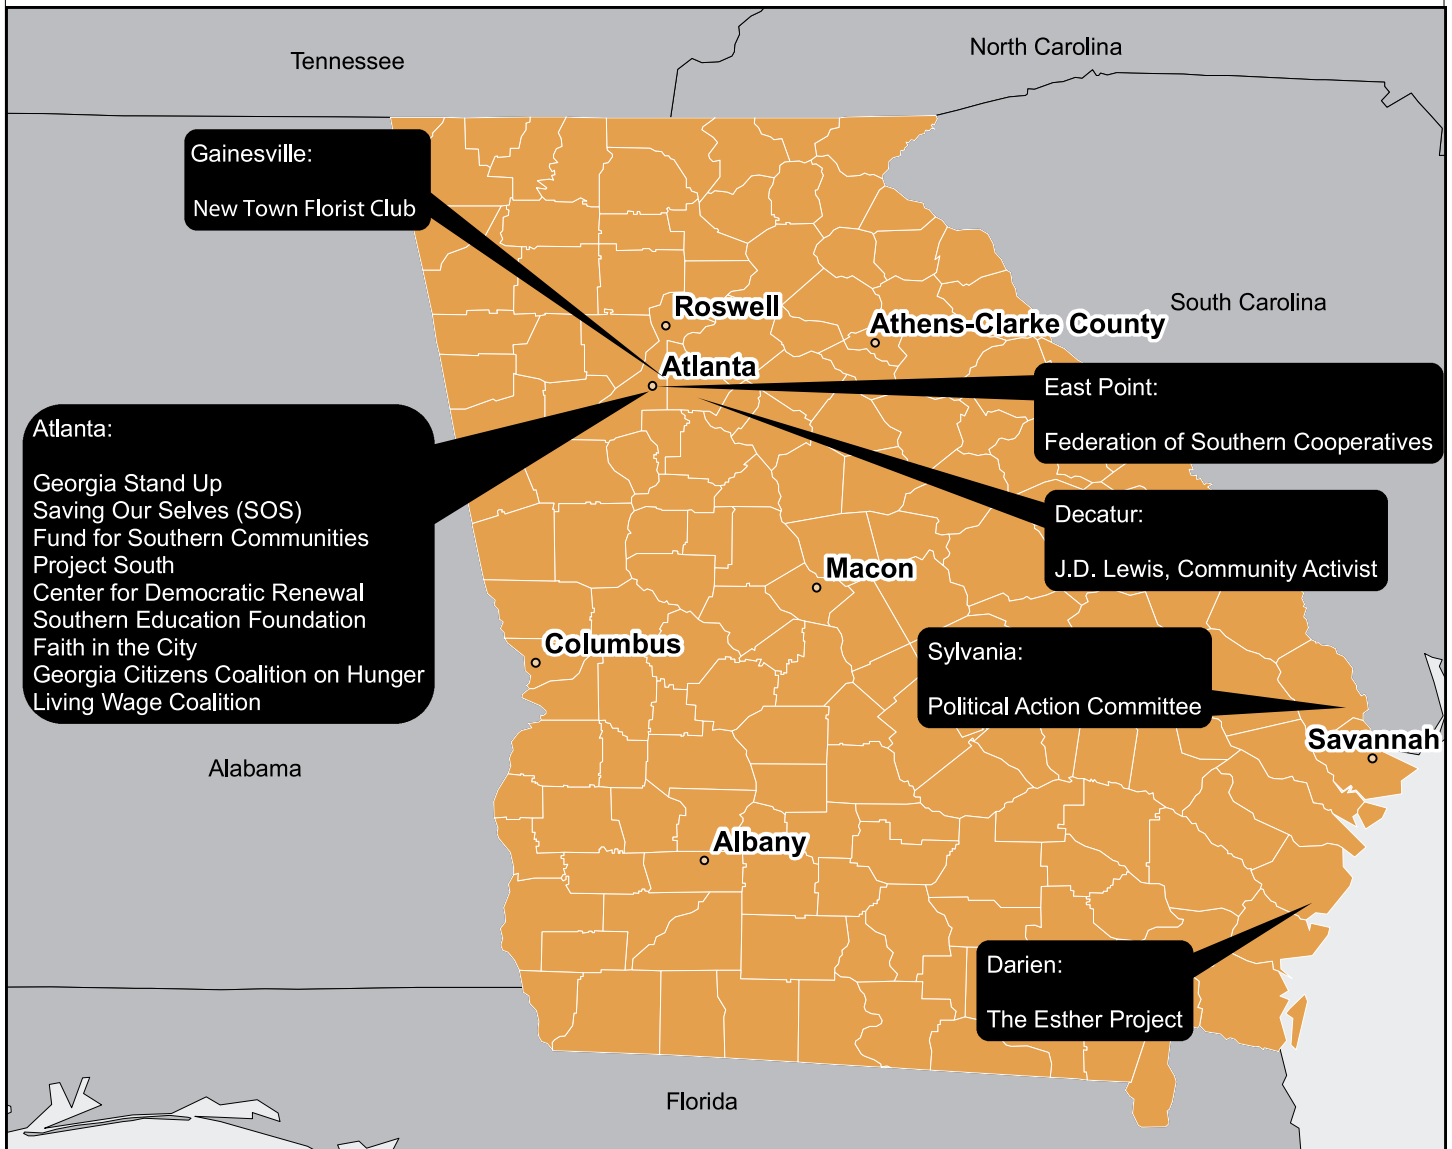 Tennessee
North Carolina
Gainesville:
New Town Florist Club
South Carolina
Roswell
Athens-Clarke County
Atlanta
East Point:
Federation of Southern Cooperatives
Atlanta:
Georgia Stand Up
Saving Our Selves (SOS)
Fund for Southern Communities
Project South
Center for Democratic Renewal
Southern Education Foundation
Faith in the City
Georgia Citizens Coalition on Hunger
Living Wage Coalition
Decatur:
J.D. Lewis, Community Activist
Macon
Columbus
Sylvania:
Political Action Committee
Savannah
Alabama
Albany
Darien:
The Esther Project
Florida